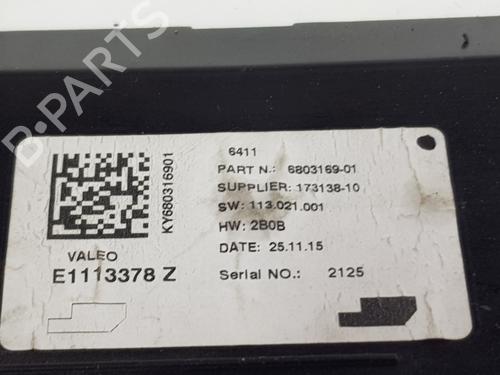 B-PARTS
6411
PART N.: 6803169-01
SUPPLIER: 173138-10
SW: 113.021.001
HW: 2B0B
DATE: 25.11.15
Serial NO.: 2125
KY680316901
VALEO
E1113378 Z